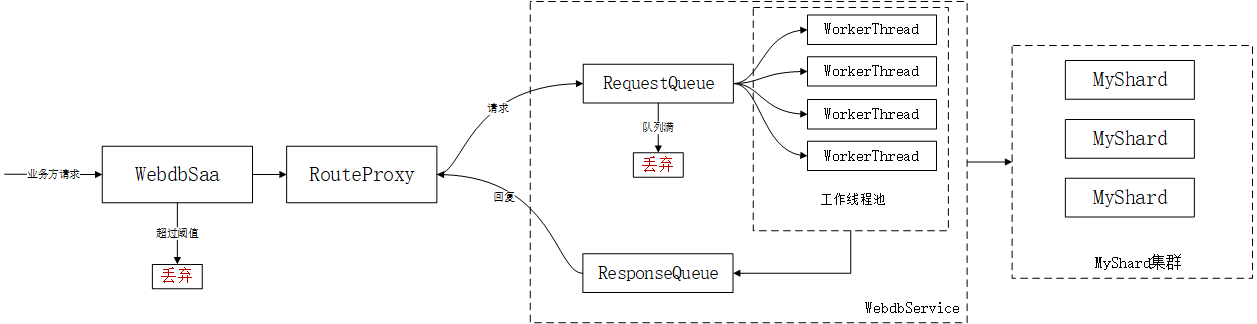 业务方请求
WebdbSaa
超过阈值
丢弃
RouteProxy
请求
回复
RequestQueue
队列满
丢弃
WorkerThread
WorkerThread
WorkerThread
WorkerThread
工作线程池
ResponseQueue
WebdbService
MyShard
MyShard
MyShard
MyShard集群